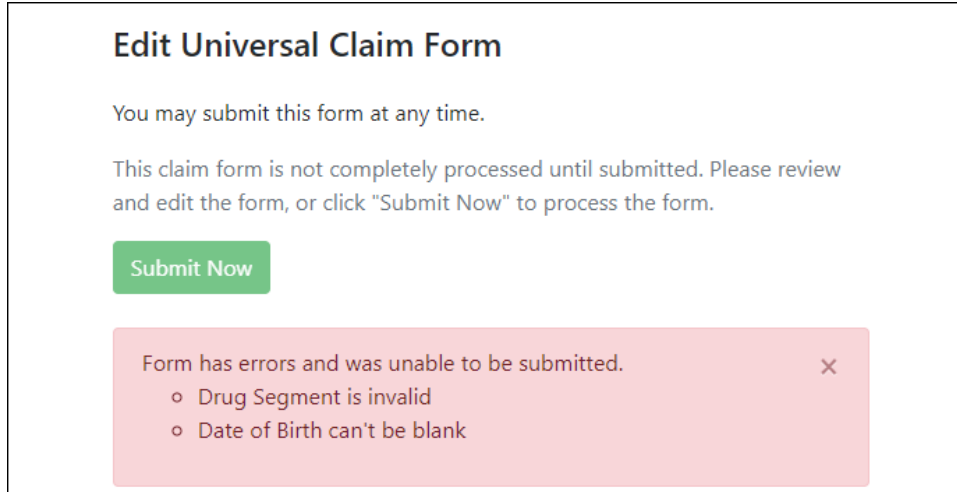 Edit Universal Claim Form
You may submit this form at any time.
This claim form is not completely processed until submitted. Please review
and edit the form, or click "Submit Now" to process the form.
Submit Now
Form has errors and was unable to be submitted.
Drug Segment is invalid
Date of Birth can't be blank